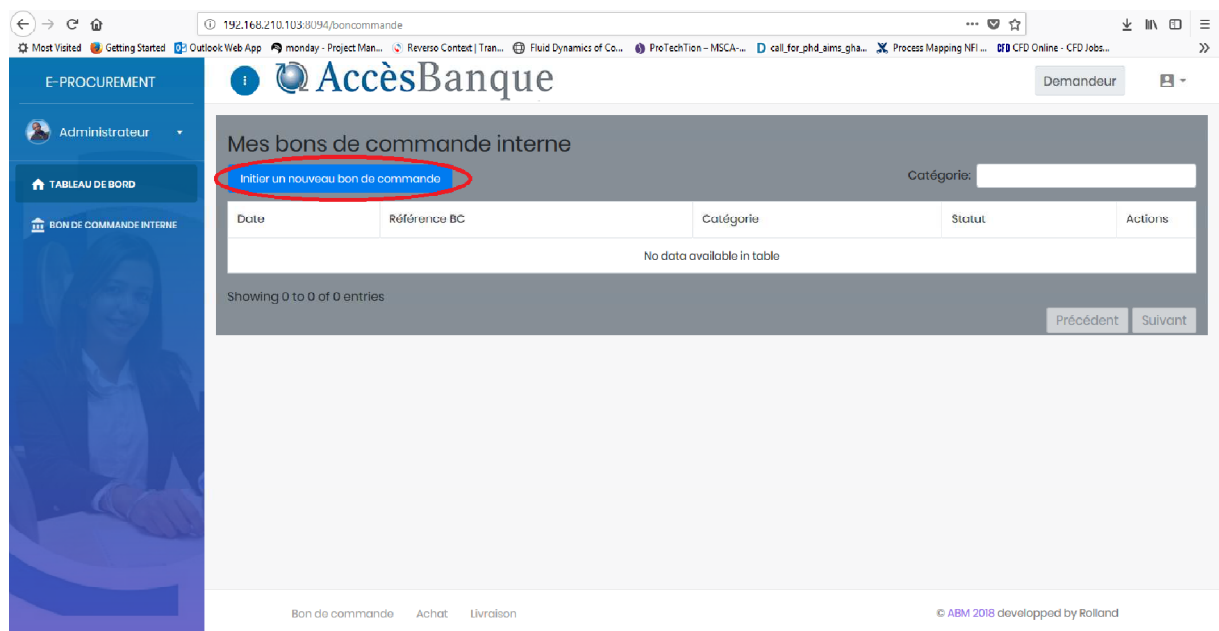 192.168.210.103:8094/boncommande
Most Visited Getting Started Outlook Web App monday - Project Man... Reverso Context | Tran... Fluid Dynamics of Co... ProTechTion – MSCA-... call_for_phd_aims_gha... Process Mapping NFI ... CFD Online - CFD Jobs...
E-PROCUREMENT
AccèsBanque
Demandeur
Administrateur
Mes bons de commande interne
Initier un nouveau bon de commande
Catégorie:
TABLEAU DE BORD
BON DE COMMANDE INTERNE
Date Référence BC Catégorie Statut Actions
No data available in table
Showing 0 to 0 of 0 entries
Précédent Suivant
Bon de commande Achat Livraison
© ABM 2018 developped by Rolland